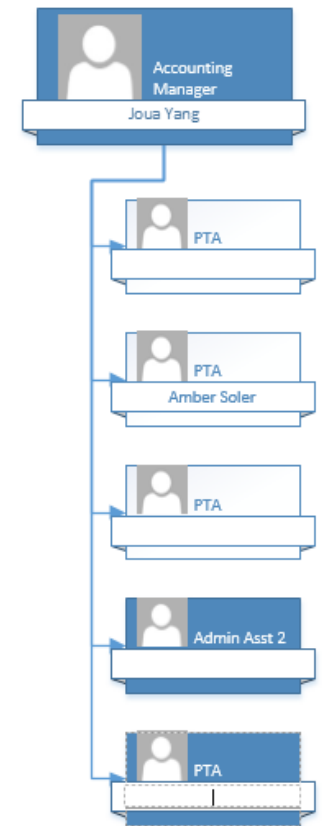 Accounting
Manager
Joua Yang
PTA
PTA
Amber Soler
PTA
Admin Asst 2
PTA